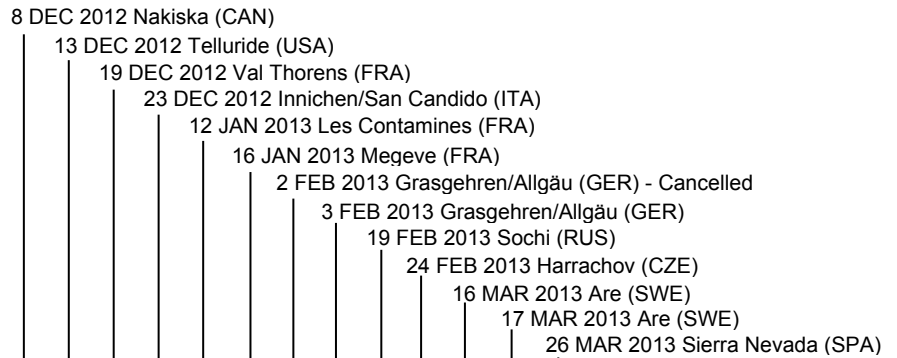 8 DEC 2012 Nakiska (CAN)
13 DEC 2012 Telluride (USA)
19 DEC 2012 Val Thorens (FRA)
23 DEC 2012 Innichen/San Candido (ITA)
12 JAN 2013 Les Contamines (FRA)
16 JAN 2013 Megeve (FRA)
2 FEB 2013 Grasgehren/Allgäu (GER) - Cancelled
3 FEB 2013 Grasgehren/Allgäu (GER)
19 FEB 2013 Sochi (RUS)
24 FEB 2013 Harrachov (CZE)
16 MAR 2013 Are (SWE)
17 MAR 2013 Are (SWE)
26 MAR 2013 Sierra Nevada (SPA)